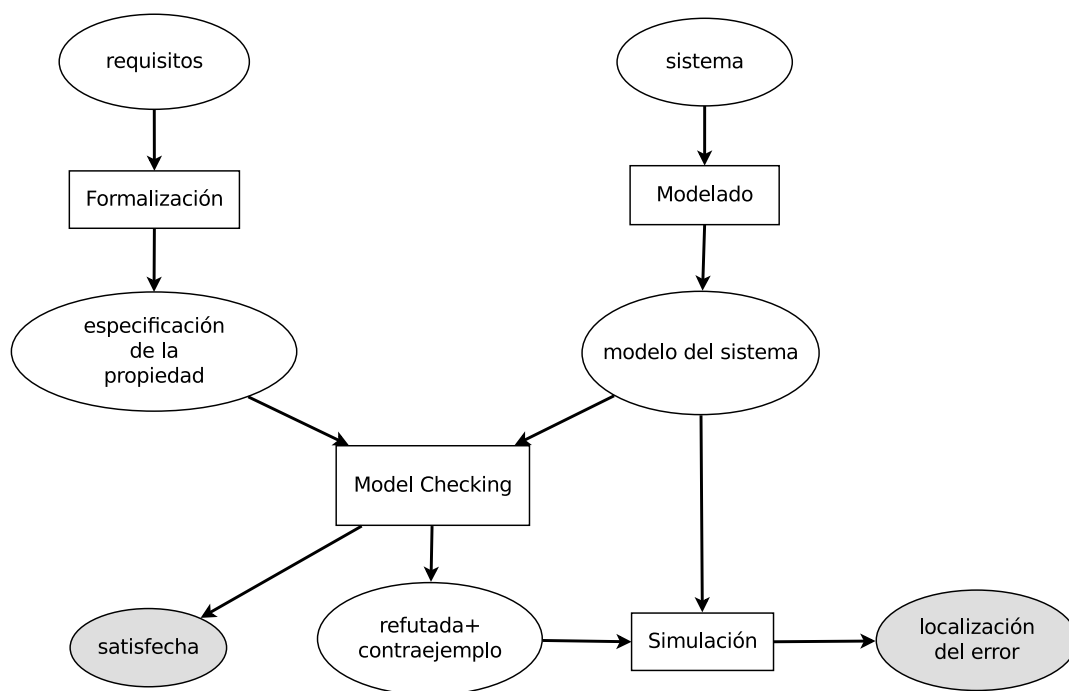 requisitos
sistema
Formalización
Modelado
especificación
de la
propiedad
modelo del sistema
Model Checking
satisfecha
refutada+
contraejemplo
Simulación
localización
del error